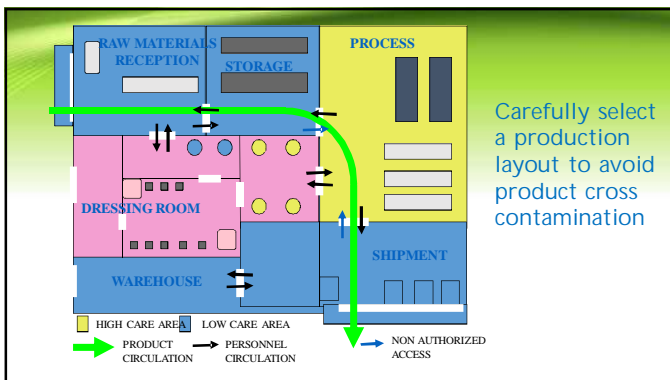 RAW MATERIALS
RECEPTION
STORAGE
PROCESS
Carefully select
a production
layout to avoid
product cross
contamination
DRESSING ROOM
WAREHOUSE
SHIPMENT
HIGH CARE AREA
LOW CARE AREA
PRODUCT
CIRCULATION
PERSONNEL
CIRCULATION
NON AUTHORIZED
ACCESS